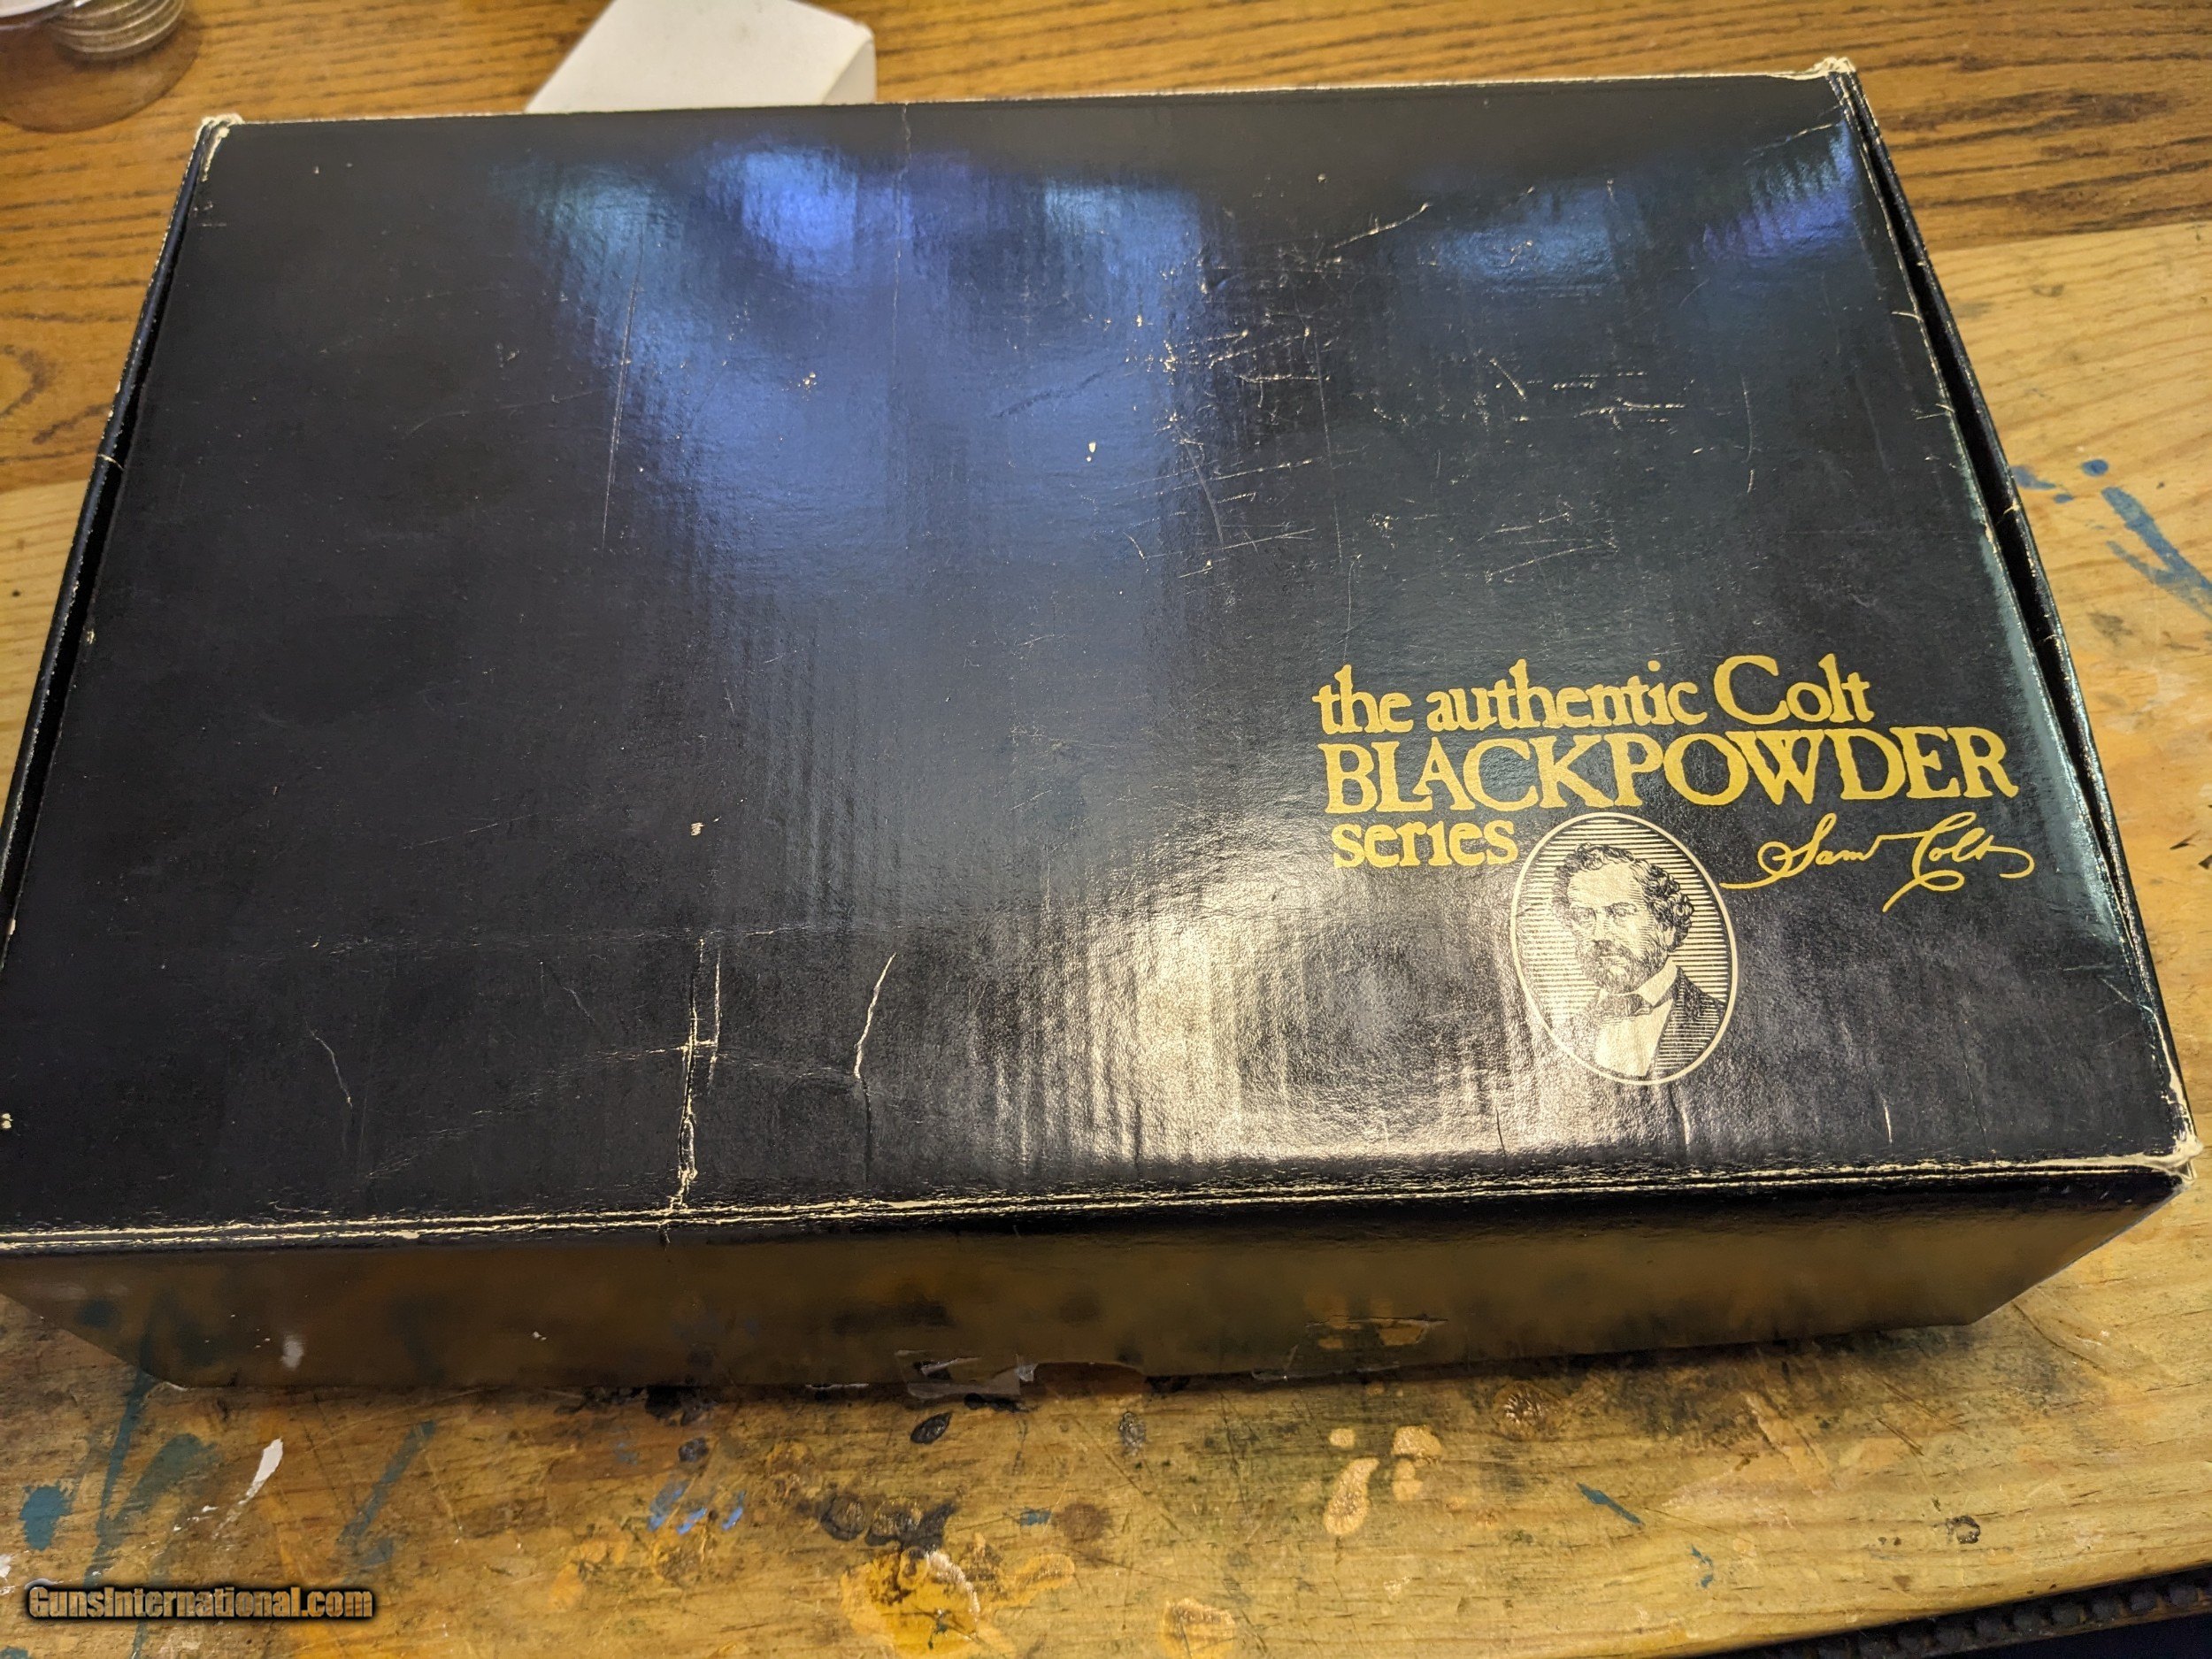 the authentic Colt
BLACKPOWDER
series
Sam Colt
GunsInternational.com